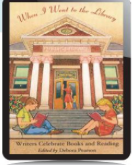 When I Went to the Library
Writers Celebrate Books and Reading
Edited by Debora Pearson